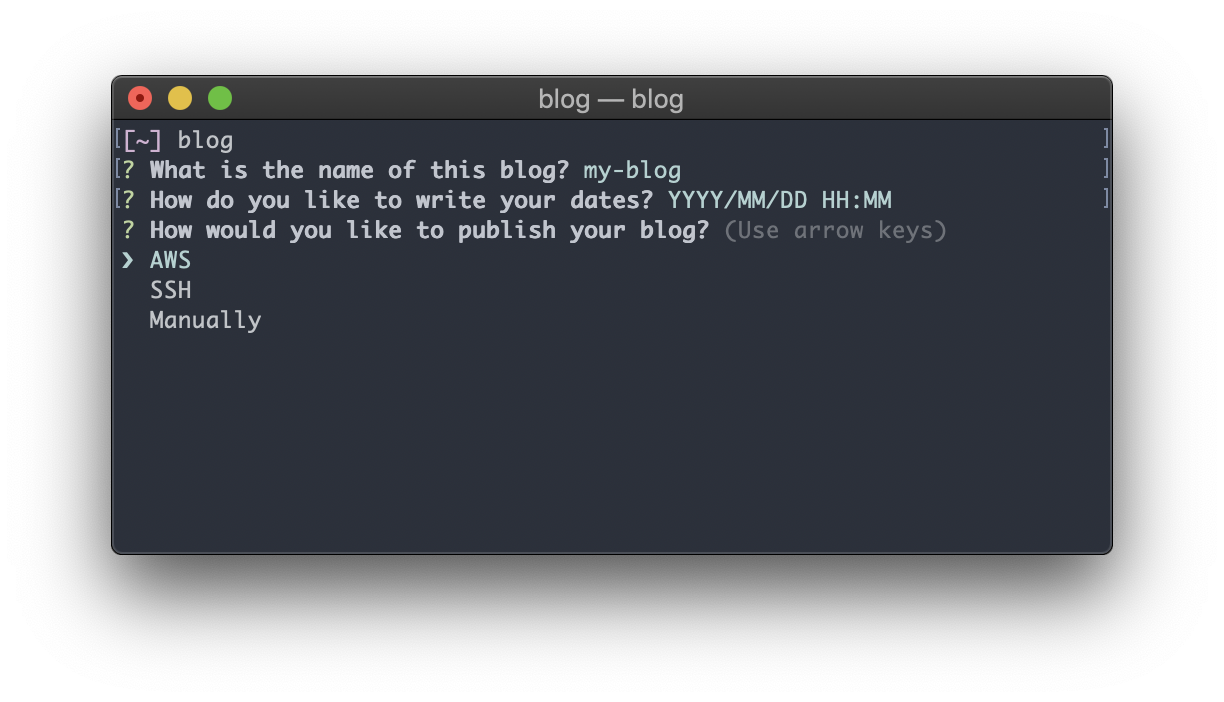 blog — blog
[[~] blog ]
[? What is the name of this blog? my-blog ]
[? How do you like to write your dates? YYYY/MM/DD HH:MM ]
? How would you like to publish your blog? (Use arrow keys)
❯ AWS
SSH
Manually